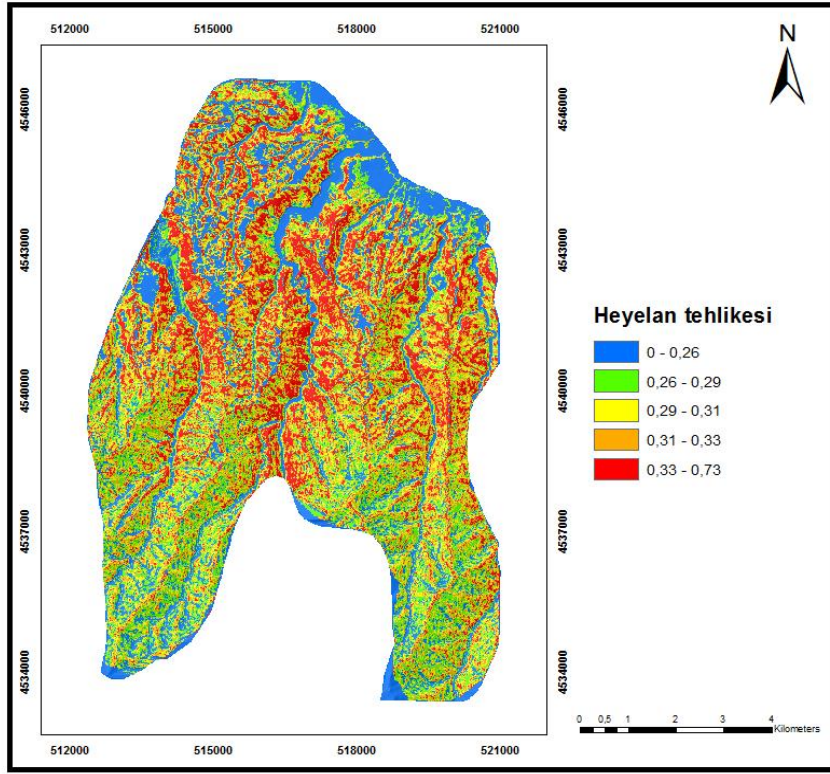 512000 515000 518000 521000
N
4546000 4546000
4543000 4543000
Heyelan tehlikesi
0 - 0,26
0,26 - 0,29
0,29 - 0,31
0,31 - 0,33
0,33 - 0,73
4540000 4540000
4537000 4537000
4534000 4534000
0 0,5 1 2 3 4
Kilometers
512000 515000 518000 521000